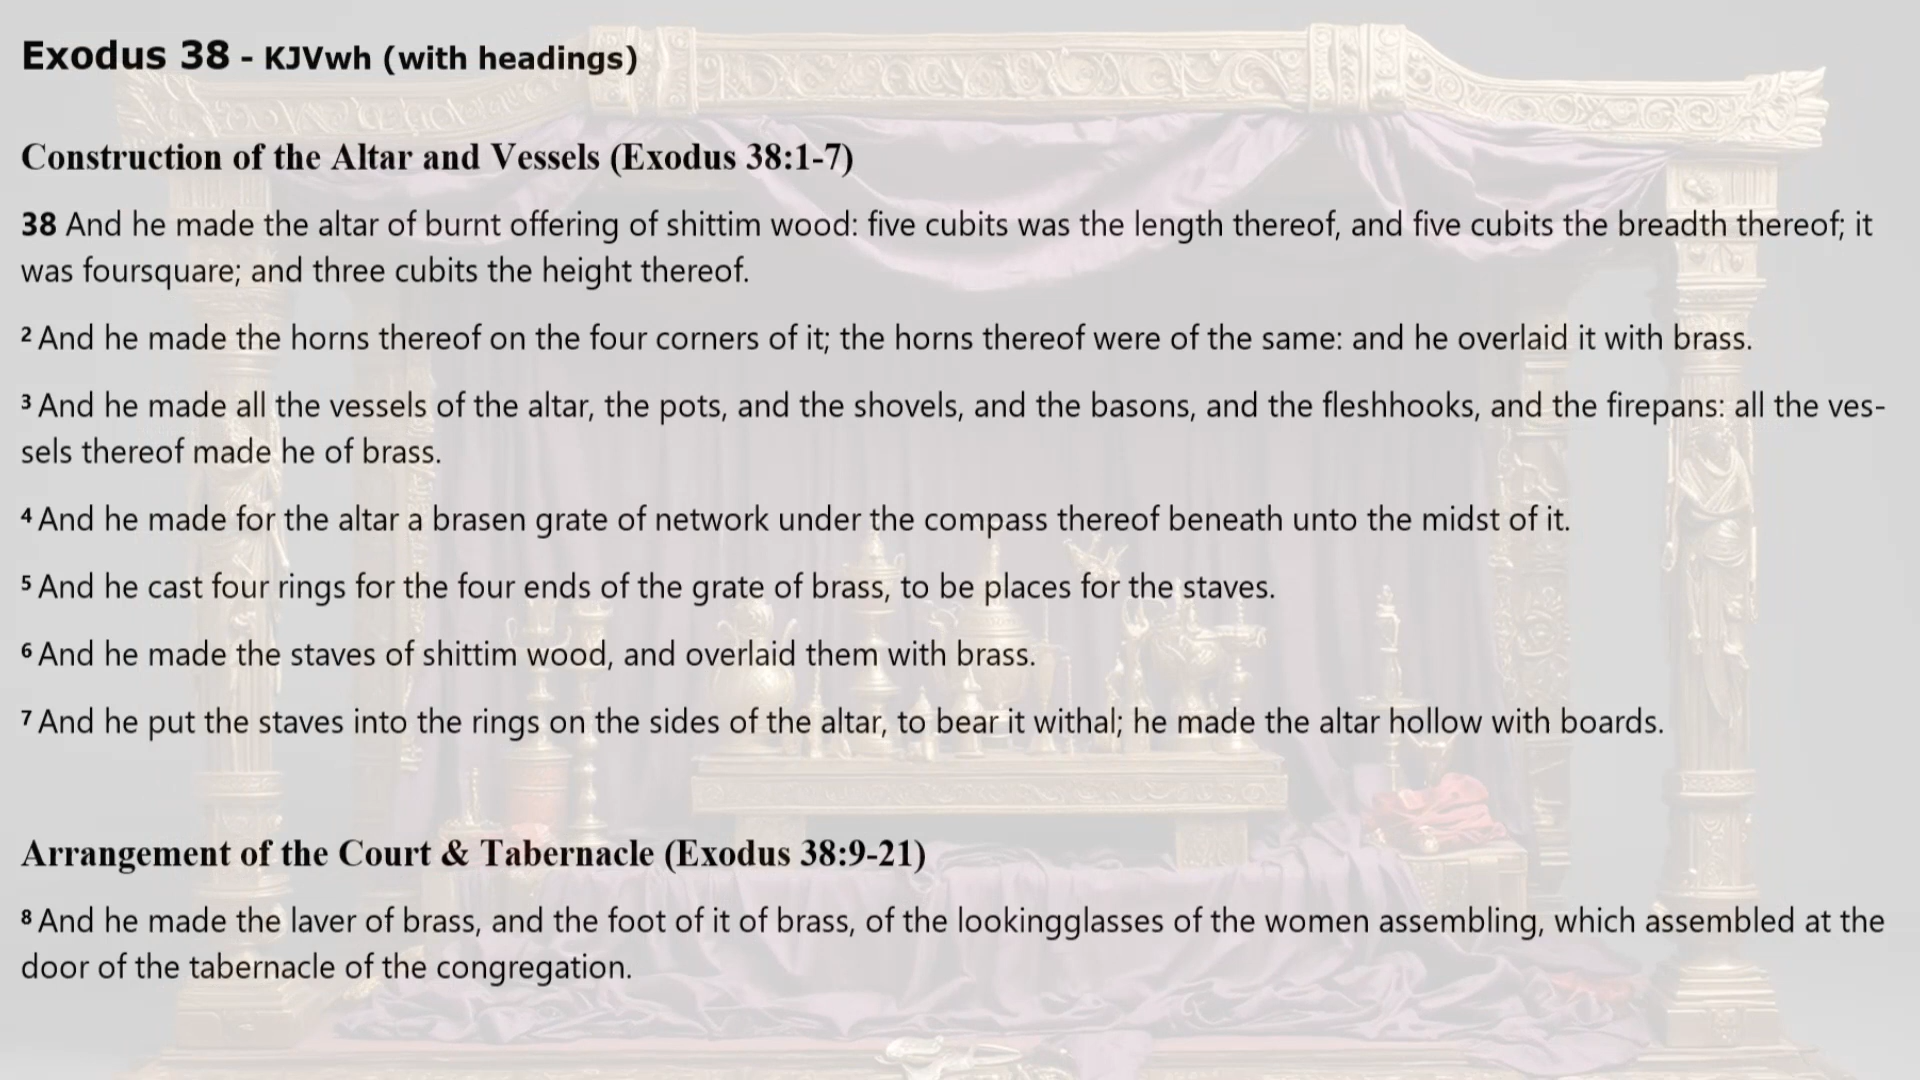 Exodus 38 - KJVwh (with headings)
Construction of the Altar and Vessels (Exodus 38:1-7)
38 And he made the altar of burnt offering of shittim wood: five cubits was the length thereof, and five cubits the breadth thereof; it
was foursquare; and three cubits the height thereof.
2 And he made the horns thereof on the four corners of it; the horns thereof were of the same: and he overlaid it with brass.
3 And he made all the vessels of the altar, the pots, and the shovels, and the basons, and the fleshhooks, and the firepans: all the ves-
sels thereof made he of brass.
4 And he made for the altar a brasen grate of network under the compass thereof beneath unto the midst of it.
5 And he cast four rings for the four ends of the grate of brass, to be places for the staves.
6 And he made the staves of shittim wood, and overlaid them with brass.
7 And he put the staves into the rings on the sides of the altar, to bear it withal; he made the altar hollow with boards.
Arrangement of the Court & Tabernacle (Exodus 38:9-21)
8 And he made the laver of brass, and the foot of it of brass, of the lookingglasses of the women assembling, which assembled at the
door of the tabernacle of the congregation.